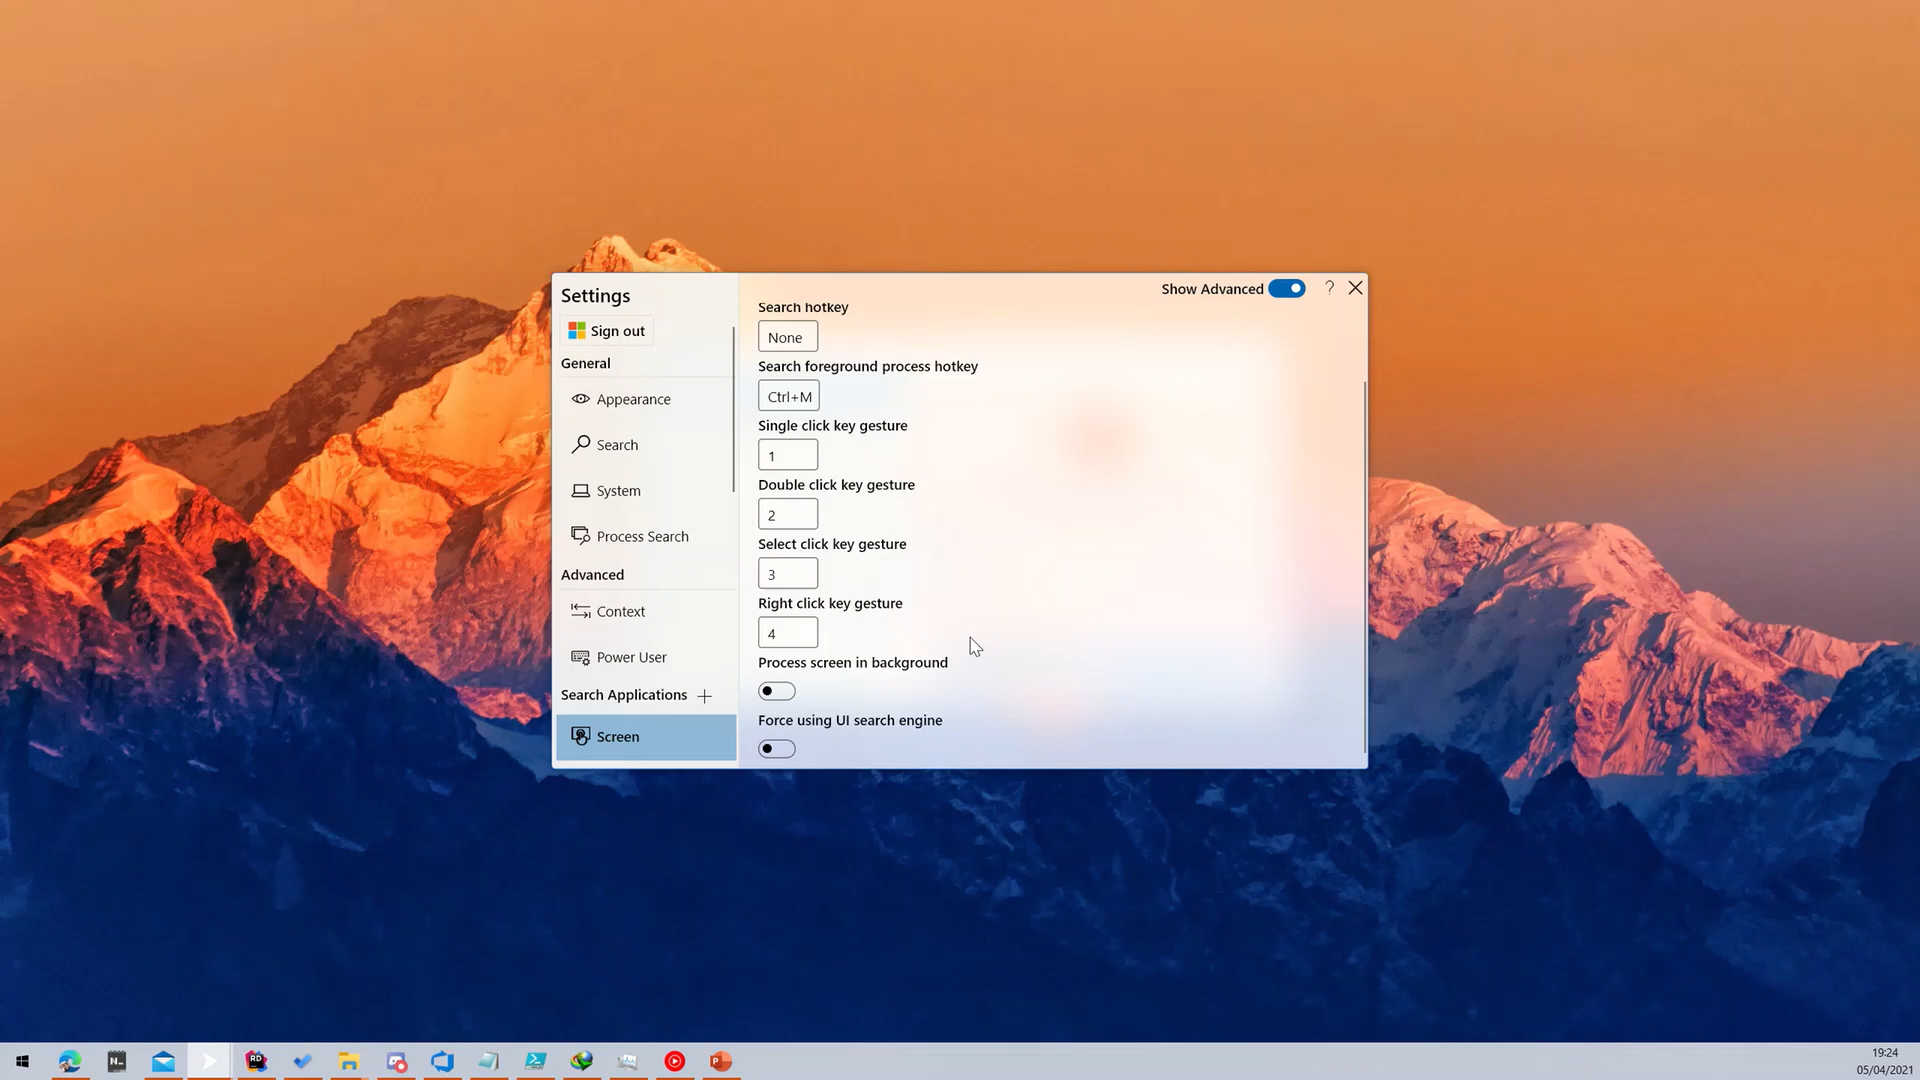 Settings
Sign out
General
Appearance
Search
System
Process Search
Advanced
Context
Power User
Search Applications
Screen
Show Advanced
?
Search hotkey
None
Search foreground process hotkey
Ctrl+M
Single click key gesture
1
Double click key gesture
2
Select click key gesture
3
Right click key gesture
4
Process screen in background
Force using UI search engine
N_
RD
P
19:24
05/04/2021